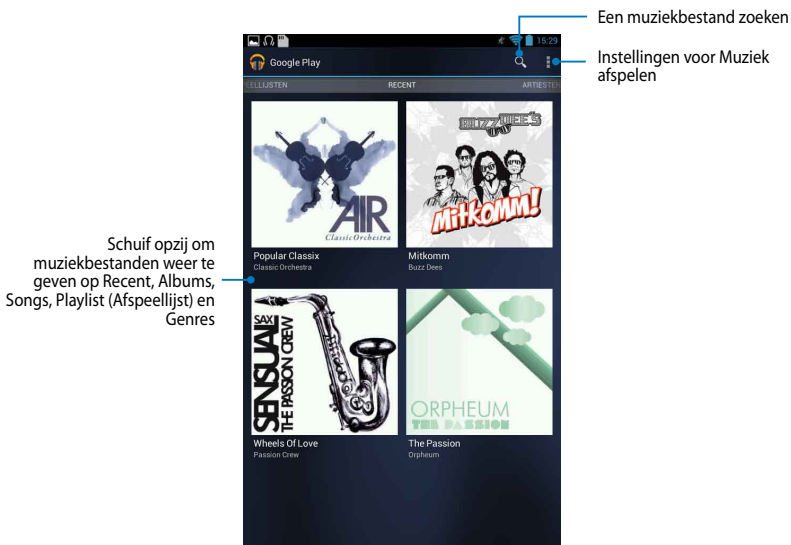 Een muziekbestand zoeken
Instellingen voor Muziek
afspelen
15:29
Google Play
EELLIJSTEN
RECENT
ARTIESTEN
AIR
Classic Orchestra
BUZZ DEE'S
Mitkomm!
Popular Classix
Classic Orchestra
Mitkomm
Buzz Dees
Schuif opzij om
muziekbestanden weer te
geven op Recent, Albums,
Songs, Playlist (Afspeellijst) en
Genres
SENSUAL SAX
THE PASSION CREW
ORPHEUM
THE PASSION
Wheels Of Love
Passion Crew
The Passion
Orpheum